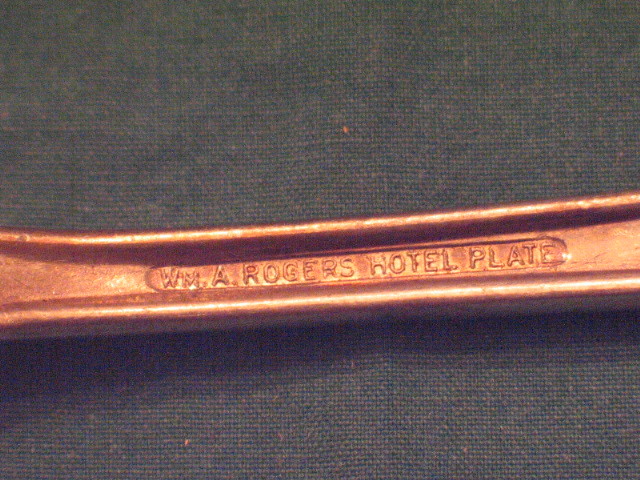 WM. A. ROGERS HOTEL PLATE